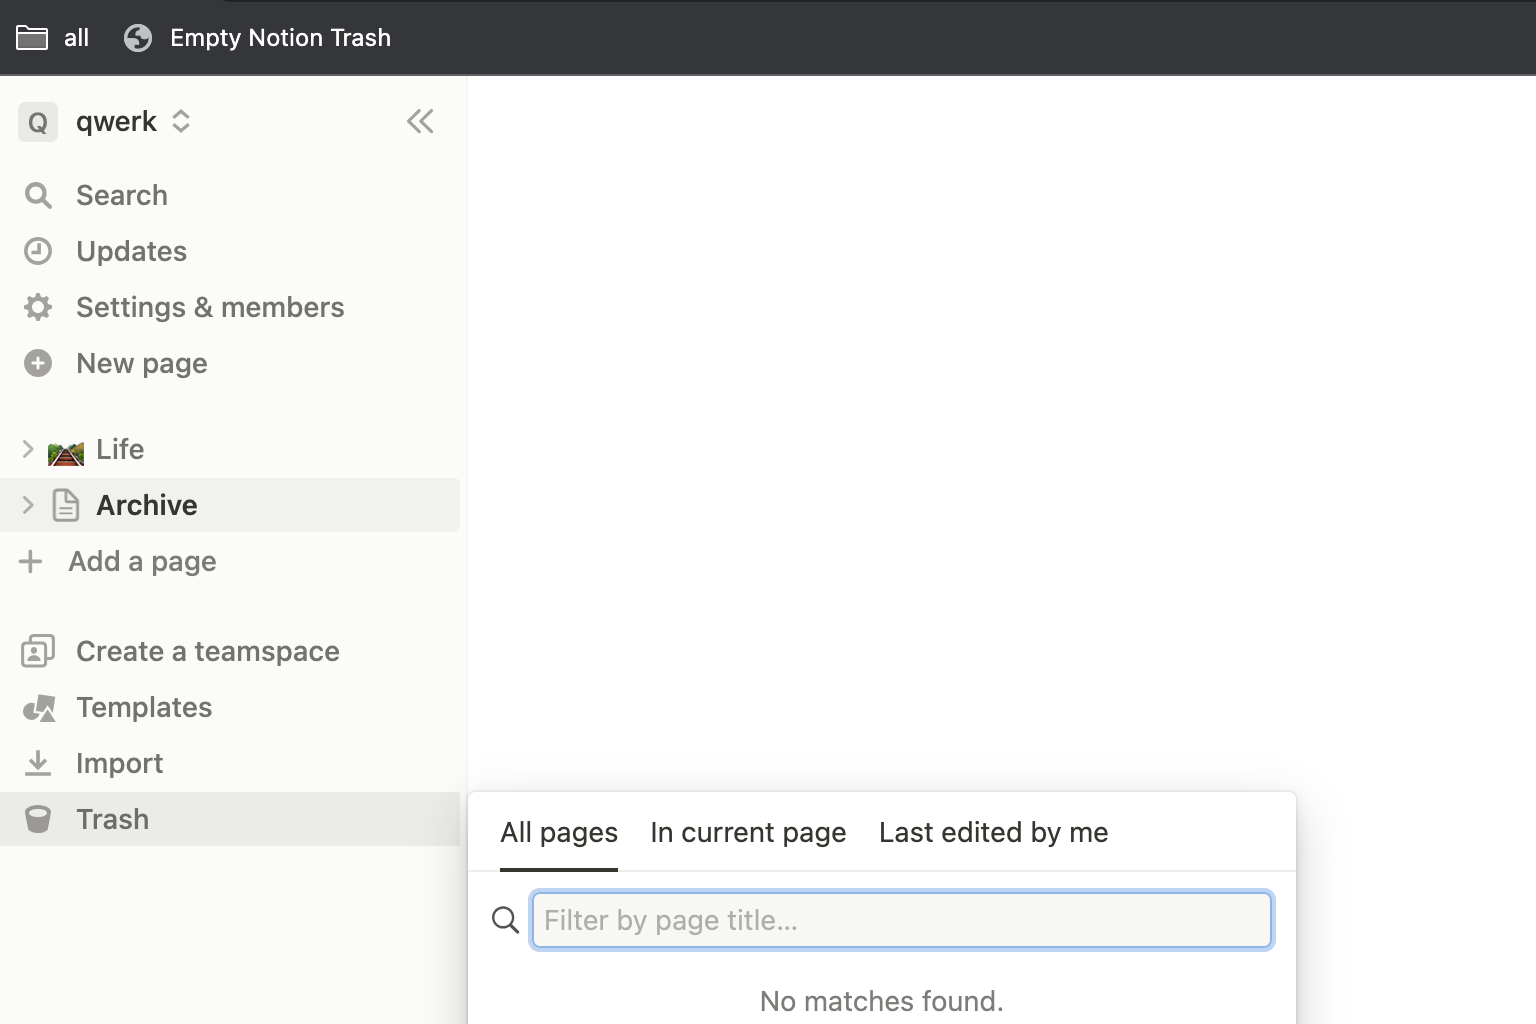 all Empty Notion Trash
Q qwerk
Search
Updates
Settings & members
New page
Life
Archive
Add a page
Create a teamspace
Templates
Import
Trash
All pages In current page Last edited by me
Filter by page title...
No matches found.